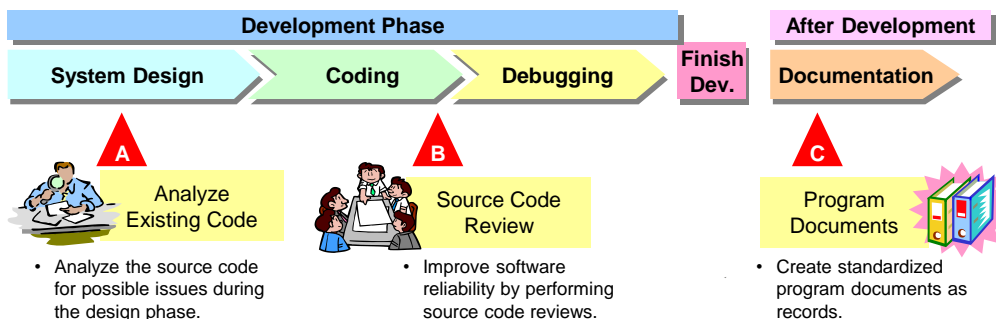 Development Phase
After Development
System Design
Coding
Debugging
Finish
Dev.
Documentation
A
B
C
Analyze
Existing Code
Source Code
Review
Program
Documents
• Analyze the source code
for possible issues during
the design phase.
• Improve software
reliability by performing
source code reviews.
• Create standardized
program documents as
records.